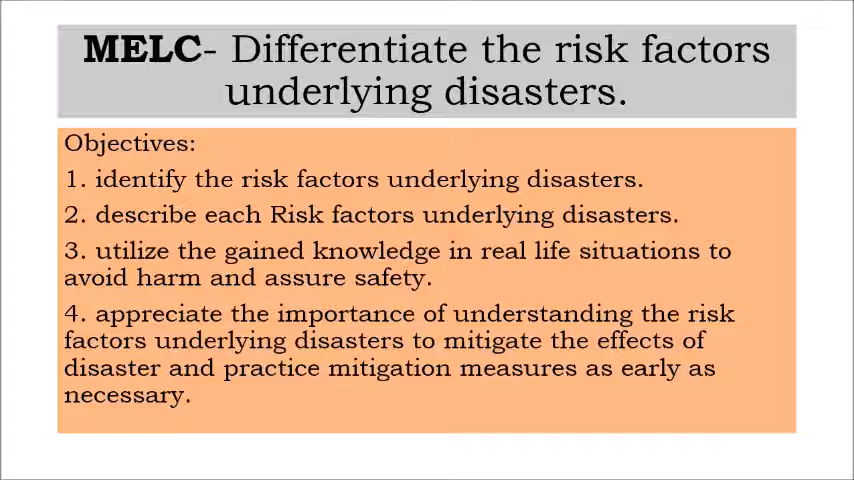 MELC- Differentiate the risk factors
underlying disasters.
Objectives:
1. identify the risk factors underlying disasters.
2. describe each Risk factors underlying disasters.
3. utilize the gained knowledge in real life situations to
avoid harm and assure safety.
4. appreciate the importance of understanding the risk
factors underlying disasters to mitigate the effects of
disaster and practice mitigation measures as early as
necessary.